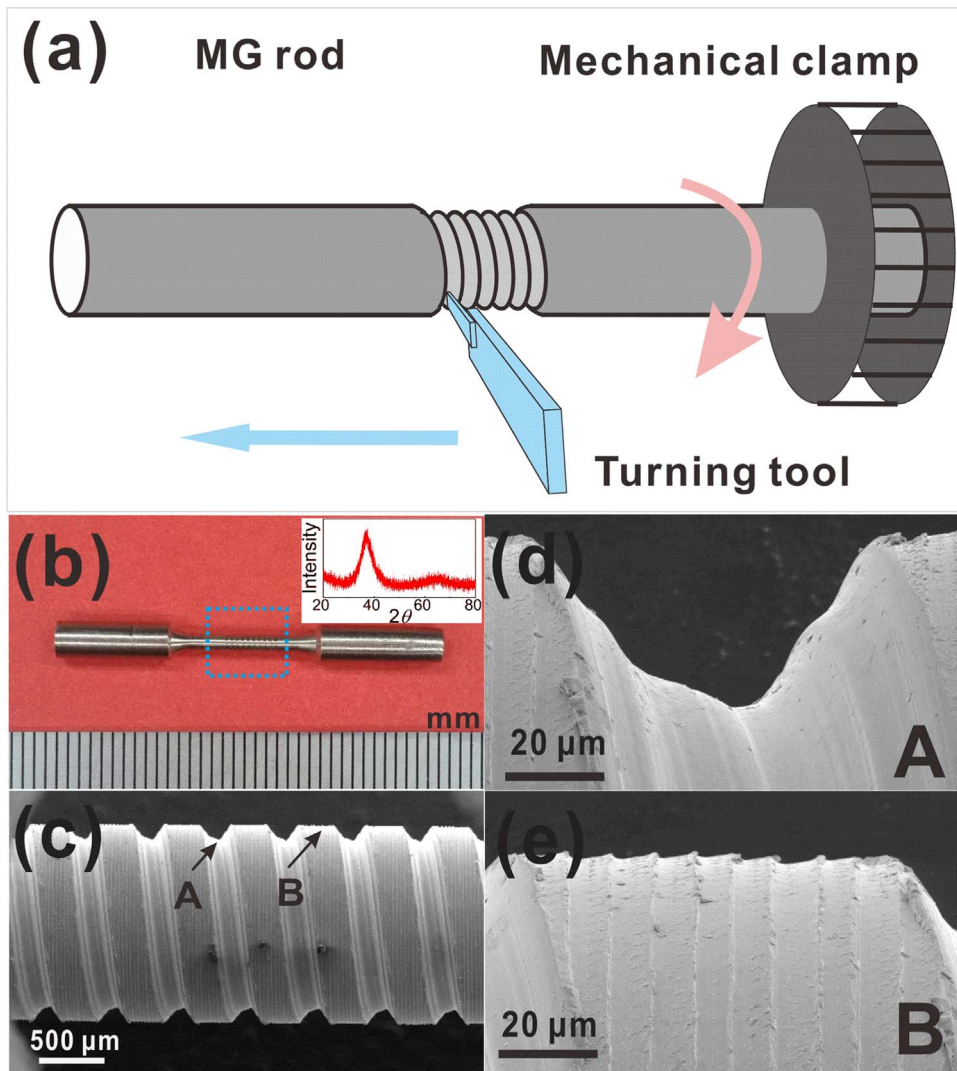 (a)
MG rod
Mechanical clamp
Turning tool
(b)
Intensity
20 40 60 80
2θ
mm
(c)
A
B
500 μm
(d)
20 μm
A
(e)
20 μm
B